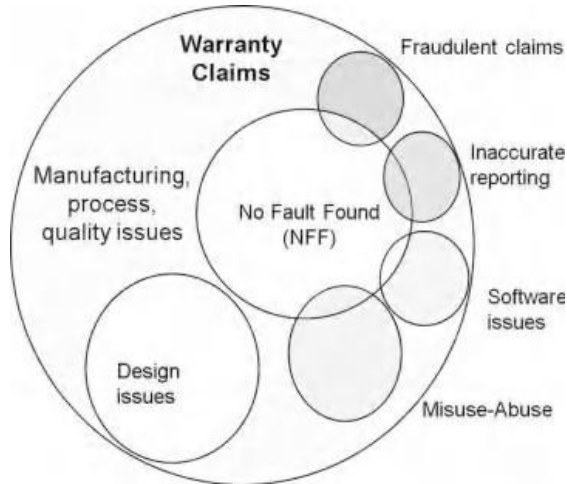 Warranty
Claims
Fraudulent claims
Inaccurate
reporting
Manufacturing,
process,
quality issues
No Fault Found
(NFF)
Software
issues
Design
issues
Misuse-Abuse